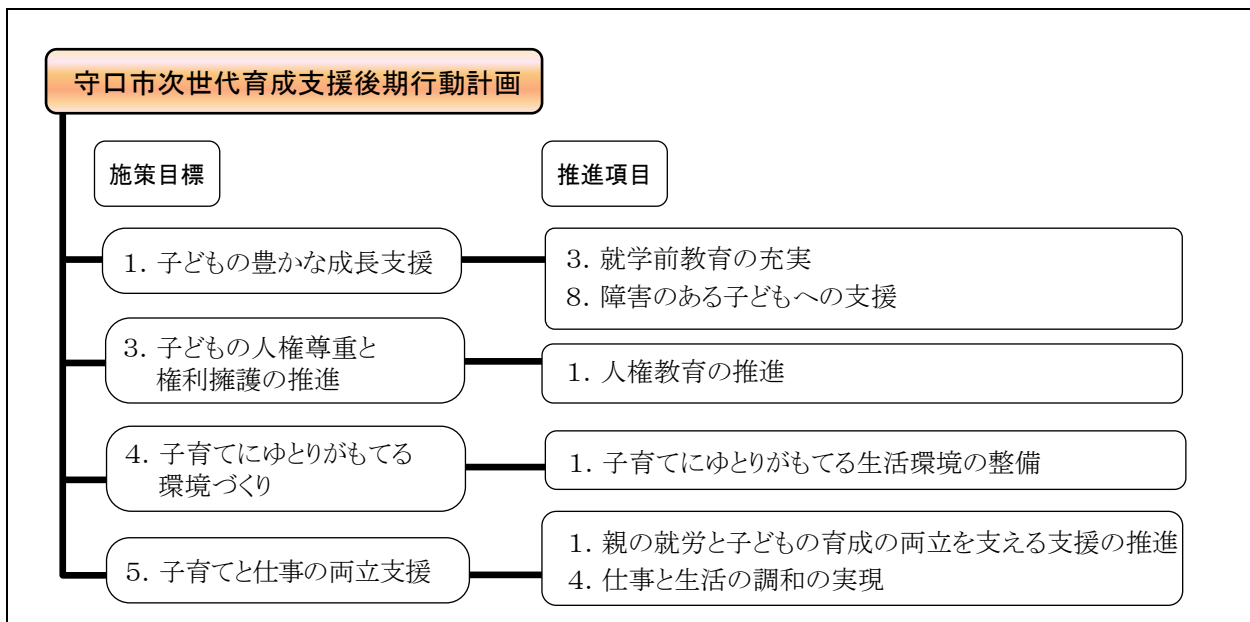 守口市次世代育成支援後期行動計画
施策目標
推進項目
1. 子どもの豊かな成長支援
3. 就学前教育の充実
8. 障害のある子どもへの支援
3. 子どもの人権尊重と
権利擁護の推進
1. 人権教育の推進
4. 子育てにゆとりがもてる
環境づくり
1. 子育てにゆとりがもてる生活環境の整備
5. 子育てと仕事の両立支援
1. 親の就労と子どもの育成の両立を支える支援の推進
4. 仕事と生活の調和の実現